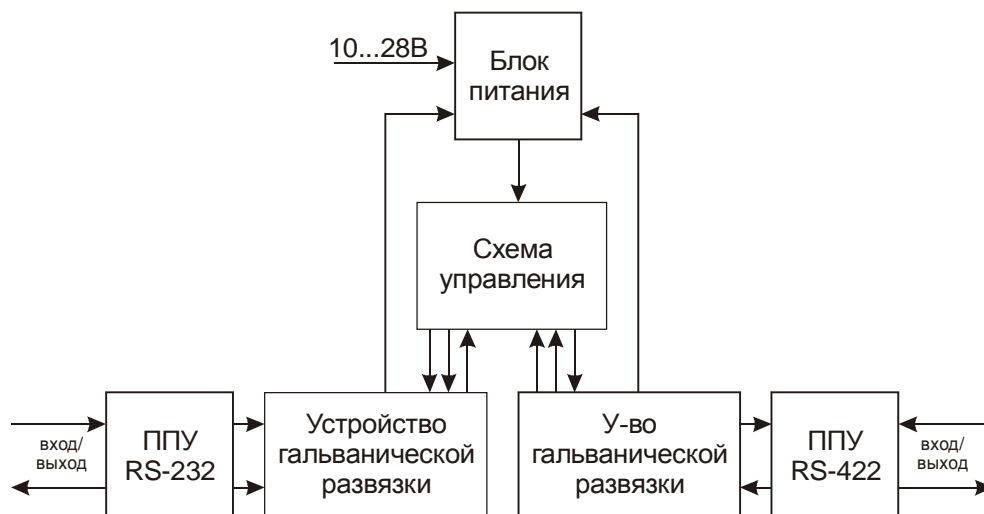 10...28В
Блок
питания
Схема
управления
вход/
выход
ППУ
RS-232
Устройство
гальванической
развязки
У-во
гальванической
развязки
ППУ
RS-422
вход/
выход